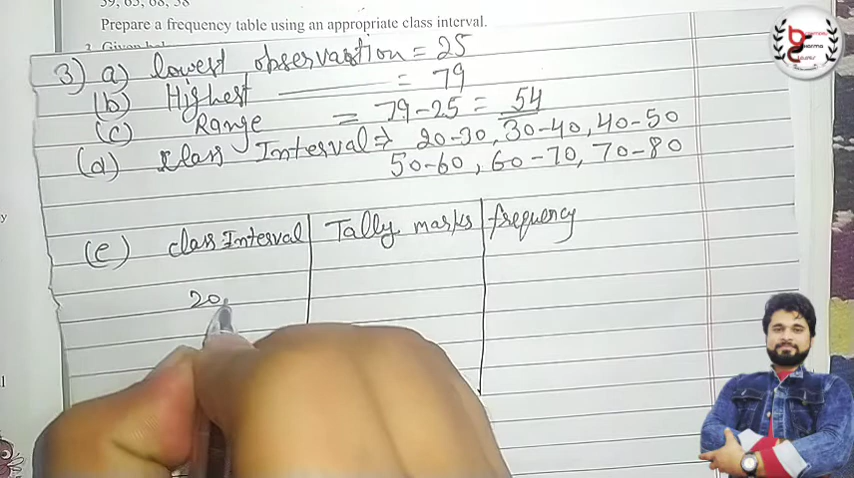 59, 65, 68, 58
Prepare a frequency table using an appropriate class interval.
3) a) lowest observation = 25
(b) Highest = 79
(c) Range = 79-25 = 54
(d) Class Interval ⇒ 20-30, 30-40, 40-50
50-60, 60-70, 70-80
(e) class Interval Tally marks frequency
20